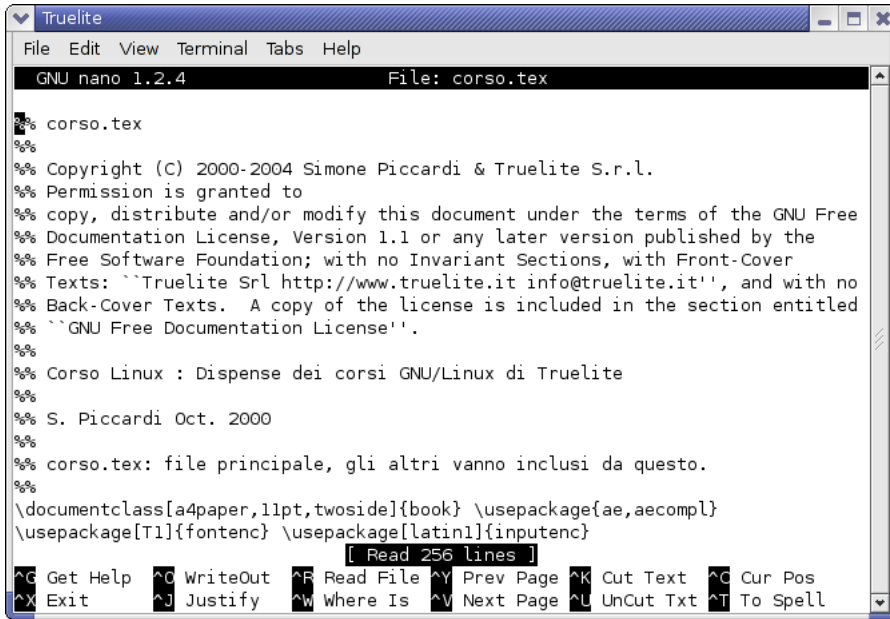 Truelite
File Edit View Terminal Tabs Help
GNU nano 1.2.4 File: corso.tex
%% corso.tex
%%
%% Copyright (C) 2000-2004 Simone Piccardi & Truelite S.r.l.
%% Permission is granted to
%% copy, distribute and/or modify this document under the terms of the GNU Free
%% Documentation License, Version 1.1 or any later version published by the
%% Free Software Foundation; with no Invariant Sections, with Front-Cover
%% Texts: ``Truelite Srl http://www.truelite.it info@truelite.it'', and with no
%% Back-Cover Texts.  A copy of the license is included in the section entitled
%% ``GNU Free Documentation License''.
%%
%% Corso Linux : Dispense dei corsi GNU/Linux di Truelite
%%
%% S. Piccardi Oct. 2000
%%
%% corso.tex: file principale, gli altri vanno inclusi da questo.
%%
\documentclass[a4paper,11pt,twoside]{book} \usepackage{ae,aecompl}
\usepackage[T1]{fontenc} \usepackage[latin1]{inputenc}
[ Read 256 lines ]
^G Get Help ^O WriteOut ^R Read File ^Y Prev Page ^K Cut Text ^C Cur Pos
^X Exit ^J Justify ^W Where Is ^V Next Page ^U UnCut Txt ^T To Spell